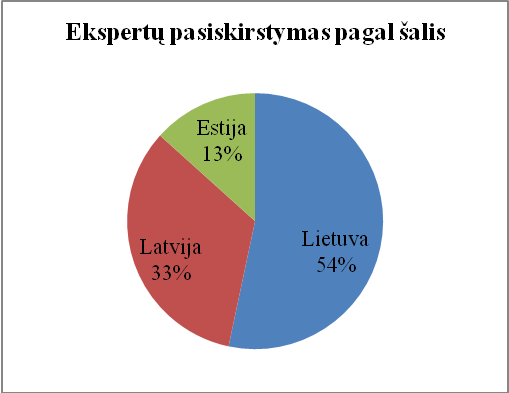 Ekspertų pasiskirstymas pagal šalis
Estija
13%
Latvija
33%
Lietuva
54%